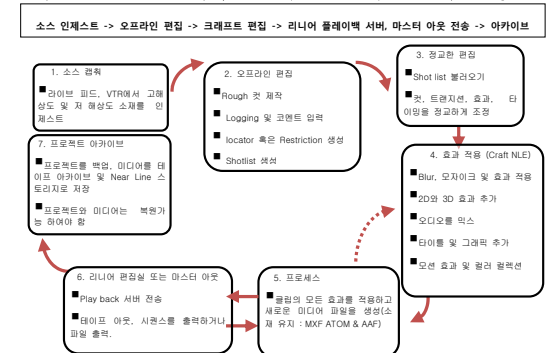 소스 인제스트 -> 오프라인 편집 -> 크래프트 편집 -> 리니어 플레이백 서버, 마스터 아웃 전송 -> 아카이브
1. 소스 캡춰
■라이브 피드, VTR에서 고해
상도 및 저 해상도 소재를 인
제스트
2. 오프라인 편집
■Rough 컷 제작
■ Logging 및 코멘트 입력
■ locator 혹은 Restriction 생성
■ Shotlist 생성
3. 정교한 편집
■Shot list 불러오기
■컷, 트랜지션, 효과, 타
이밍을 정교하게 조정
4. 효과 적용 (Craft NLE)
■Blur, 모자이크 및 효과 적용
■2D와 3D 효과 추가
■오디오를 믹스
■타이틀 및 그래픽 추가
■모션 효과 및 컬러 컬렉션
5. 프로세스
■클립의 모든 효과를 적용하고
새로운 미디어 파일을 생성(소
재 유지 : MXF ATOM & AAF)
6. 리니어 편집실 또는 마스터 아웃
■Play back 서버 전송
■테이프 아웃, 시퀀스를 출력하거나
파일 출력.
7. 프로젝트 아카이브
■프로젝트를 백업, 미디어를 테
이프 아카이브 및 Near Line 스
토리지로 저장
■프로젝트와 미디어는 복원가
능 하여야 함